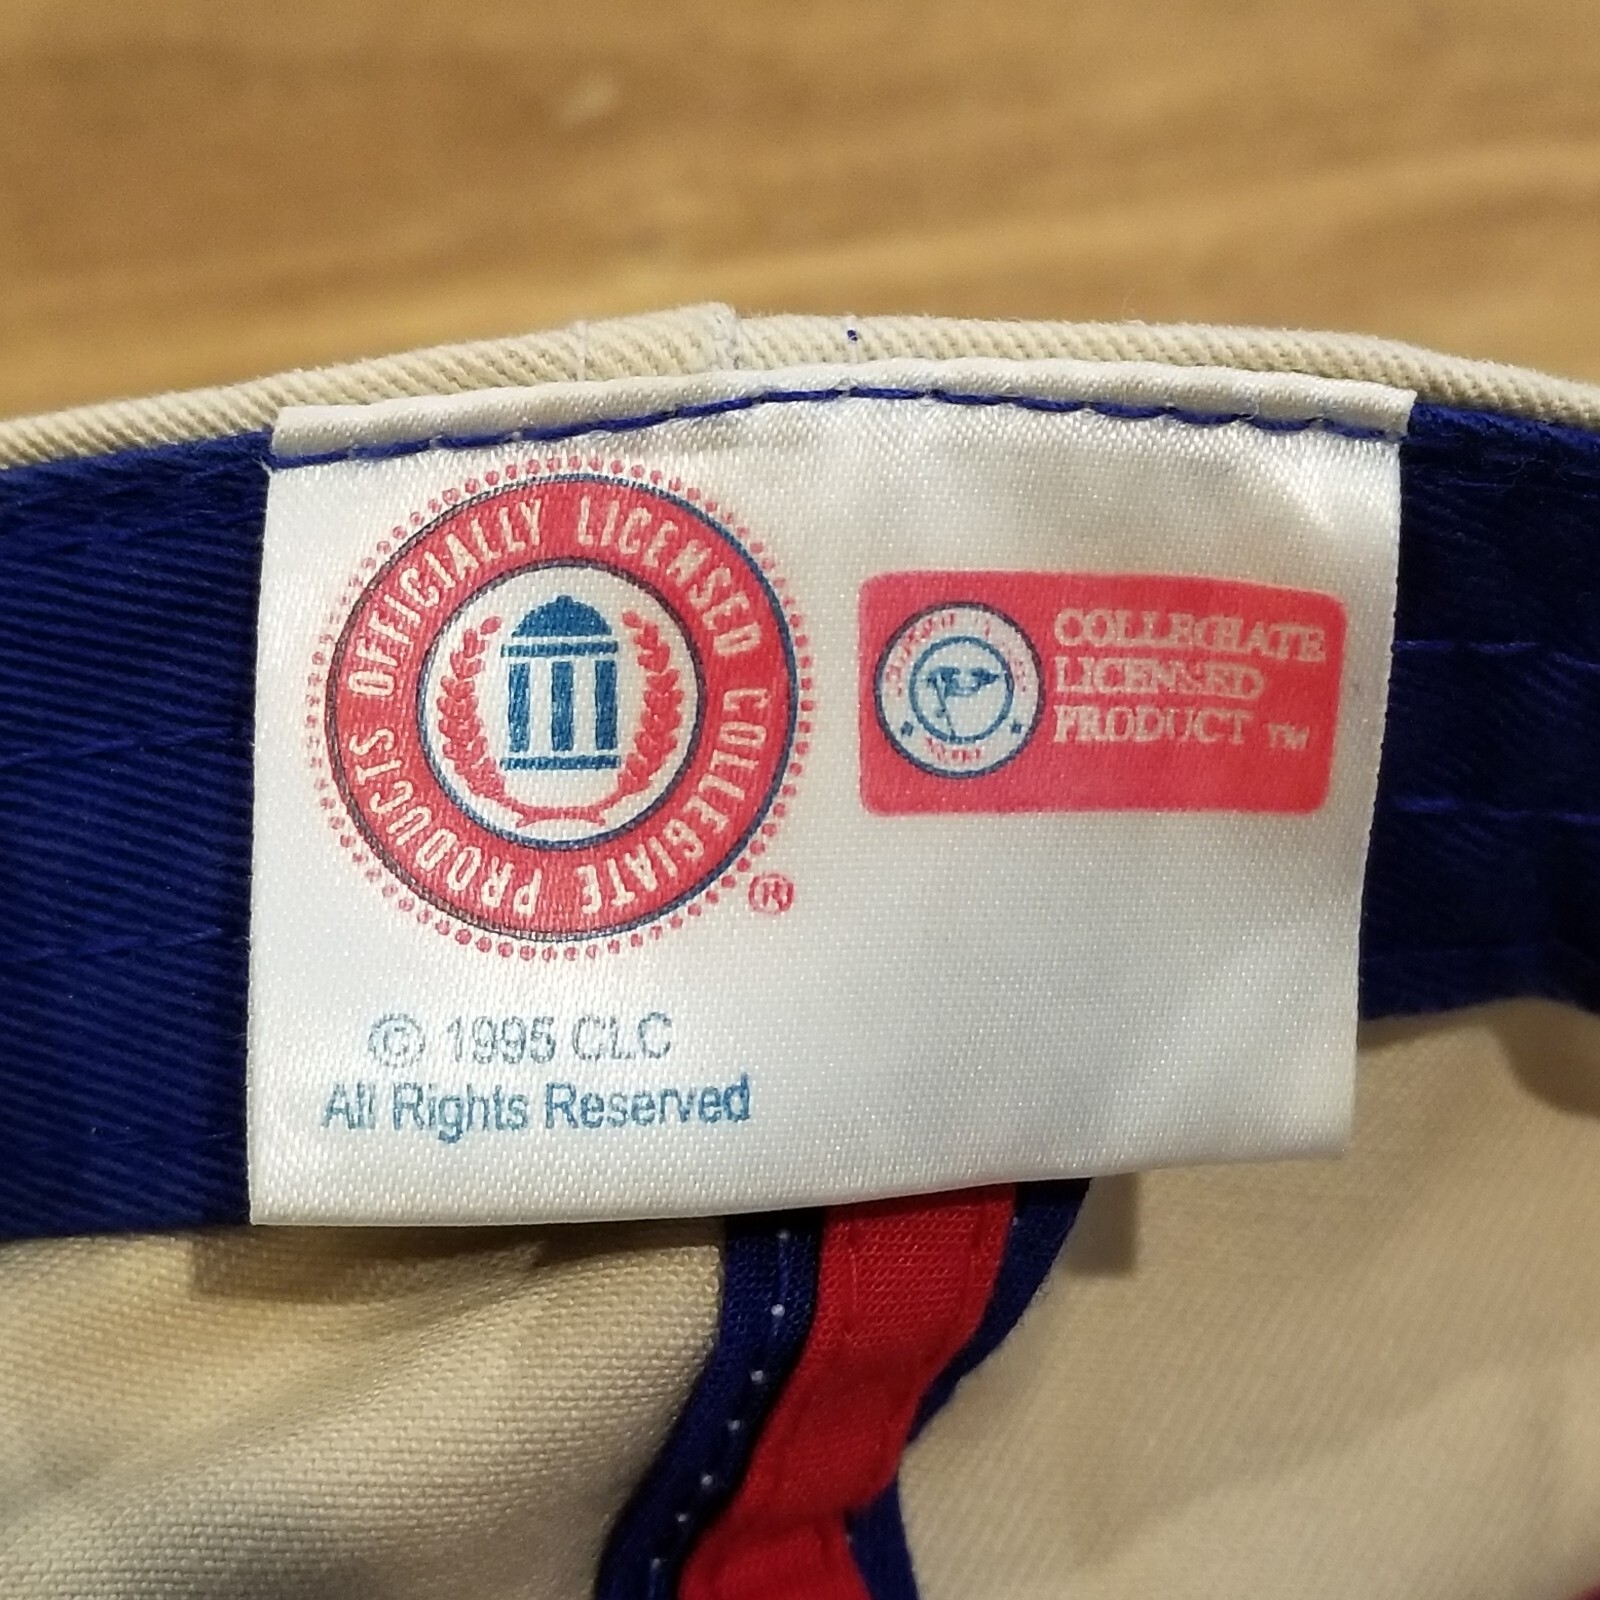 OFFICIALLY LICENSED COLLEGIATE PRODUCTS
®
COLLEGIATE
LICENSED
PRODUCT ™
© 1995 CLC
All Rights Reserved